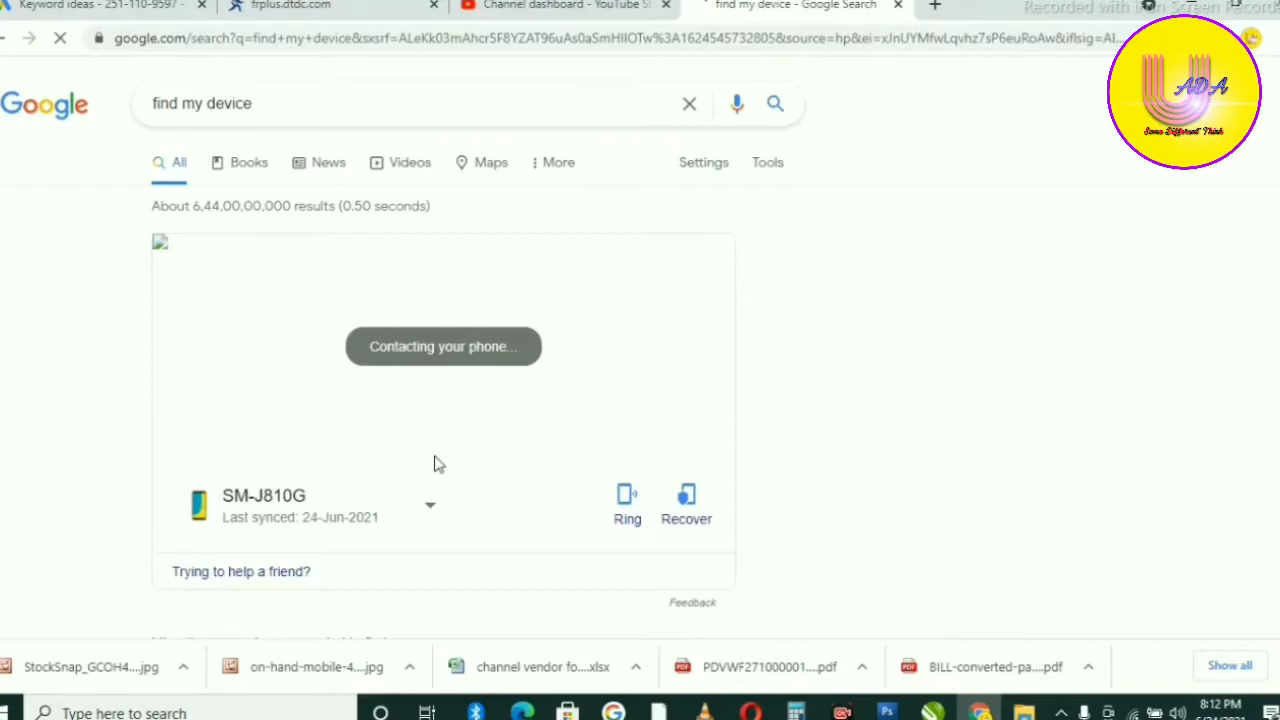 Keyword ideas - 251-110-9597 -
frplus.dtdc.com
Channel dashboard - YouTube St
find my device - Google Search
google.com/search?q=find+my+device&sxsrf=ALeKk03mAhcrSF8YZAT96uAs0aSmHIIOTw%3A1624545732805&source=hp&ei=xJnUYMfwLqvhz7sP6euRoAw&iflsig=AI...
Google
find my device
All
Books
News
Videos
Maps
More
Settings
Tools
About 6,44,00,00,000 results (0.50 seconds)
Contacting your phone...
SM-J810G
Last synced: 24-Jun-2021
Ring
Recover
Trying to help a friend?
Feedback
U ADA
Some Different Think
StockSnap_GCOH4....jpg
on-hand-mobile-4....jpg
channel vendor fo....xlsx
PDVWF271000001....pdf
BILL-converted-pa....pdf
Show all
Type here to search
8:12 PM